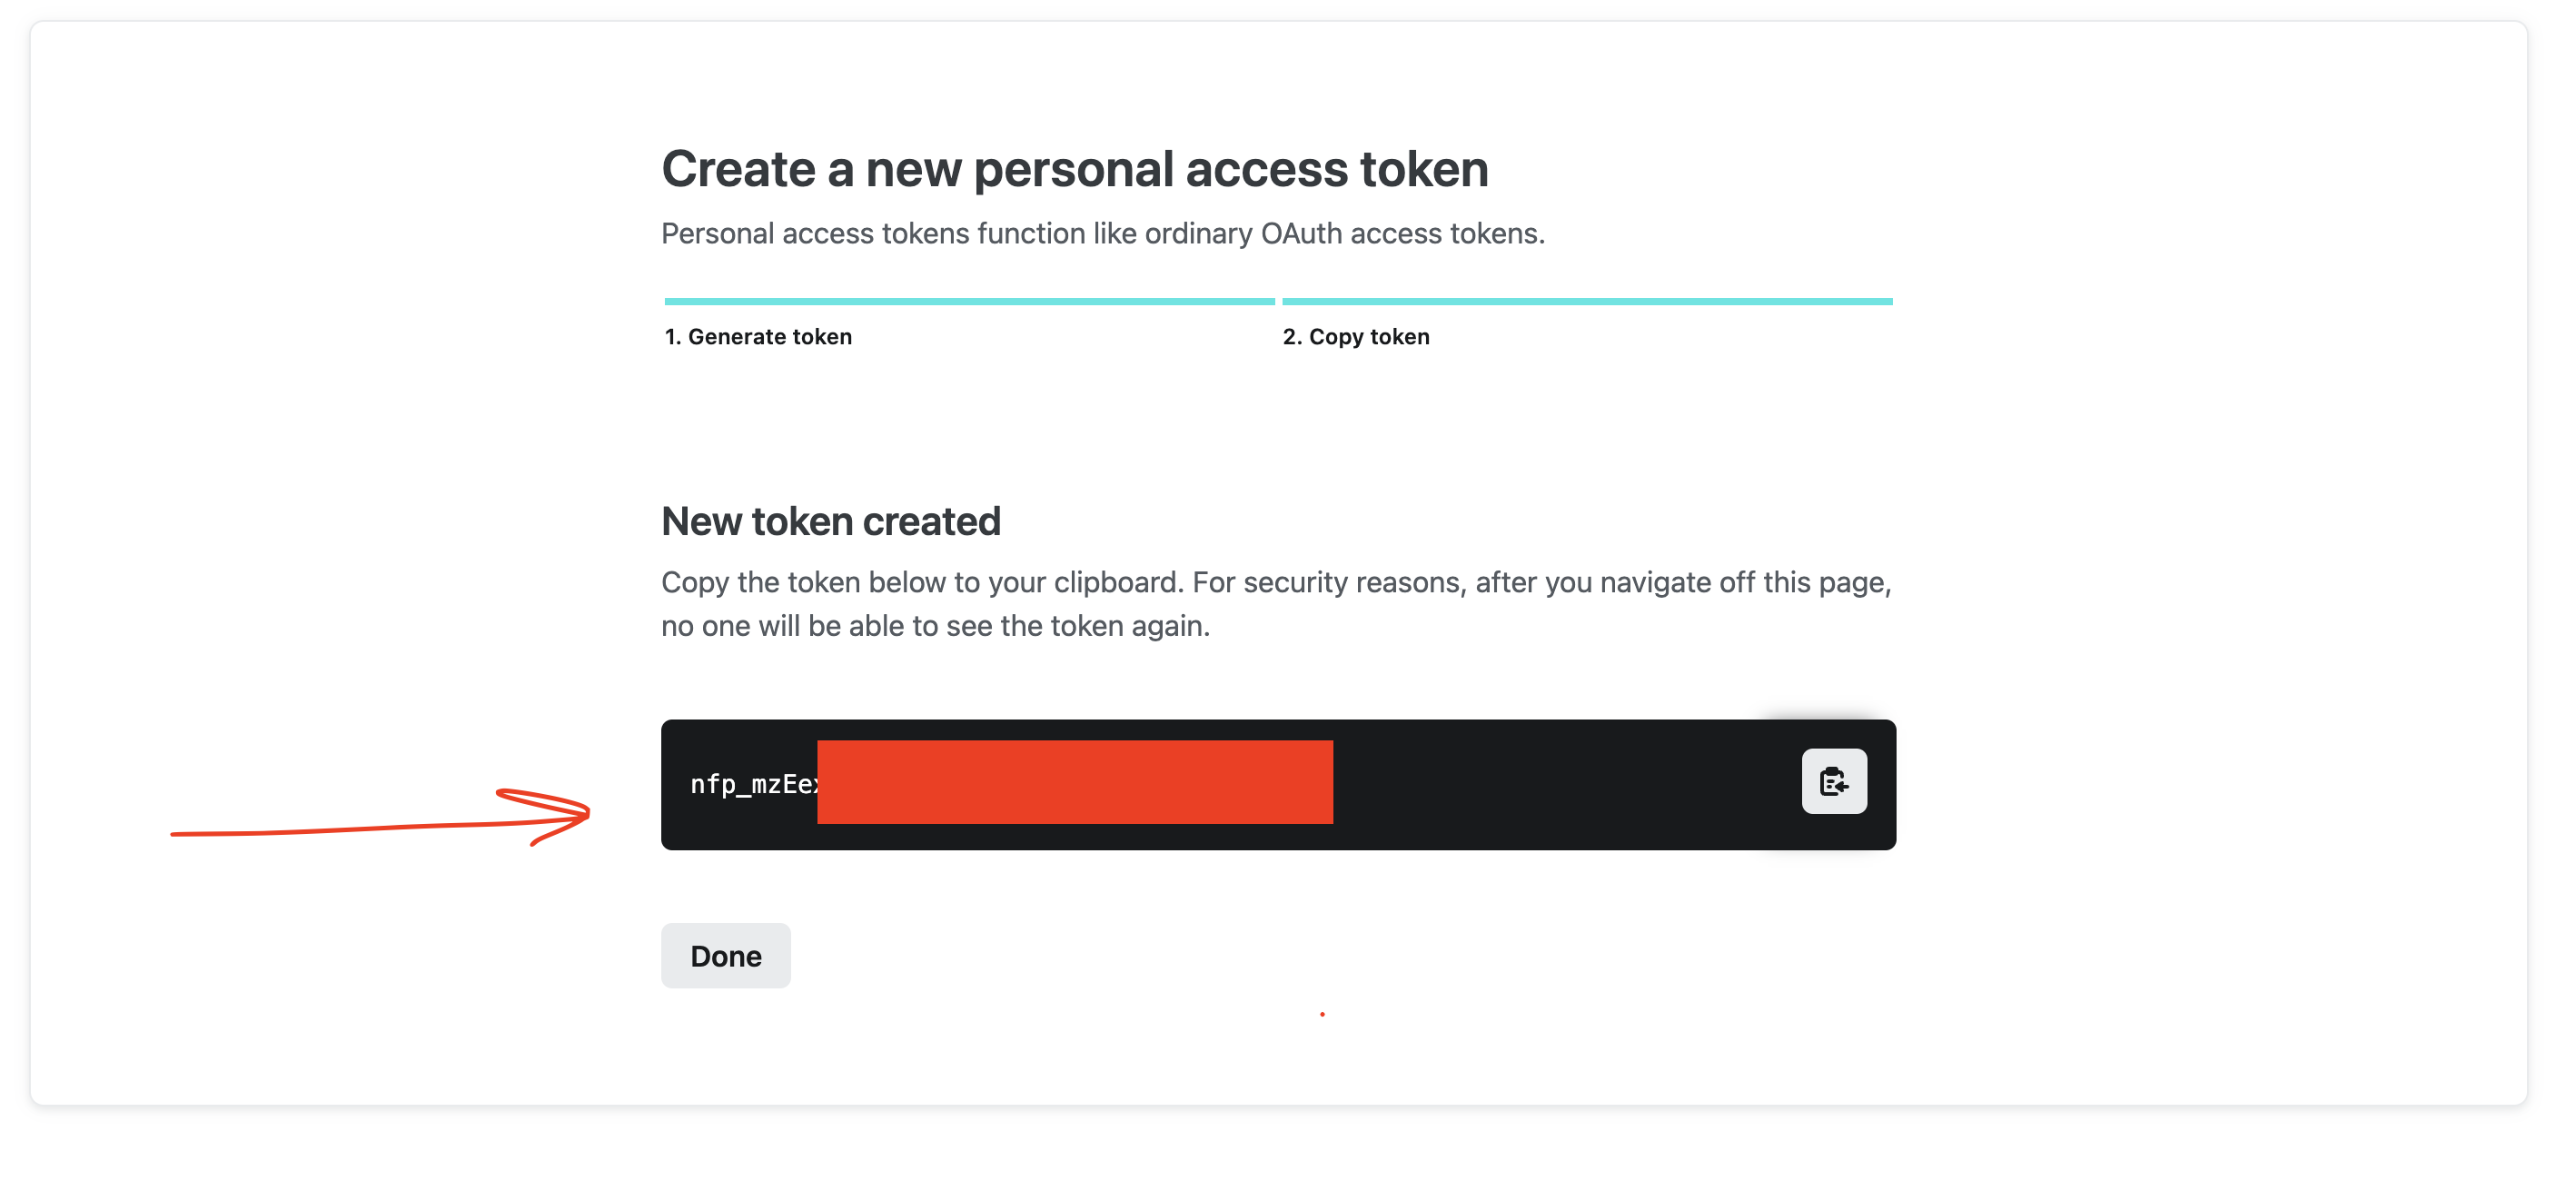 Create a new personal access token
Personal access tokens function like ordinary OAuth access tokens.
1. Generate token
2. Copy token
New token created
Copy the token below to your clipboard. For security reasons, after you navigate off this page,
no one will be able to see the token again.
nfp_mzEex
Done